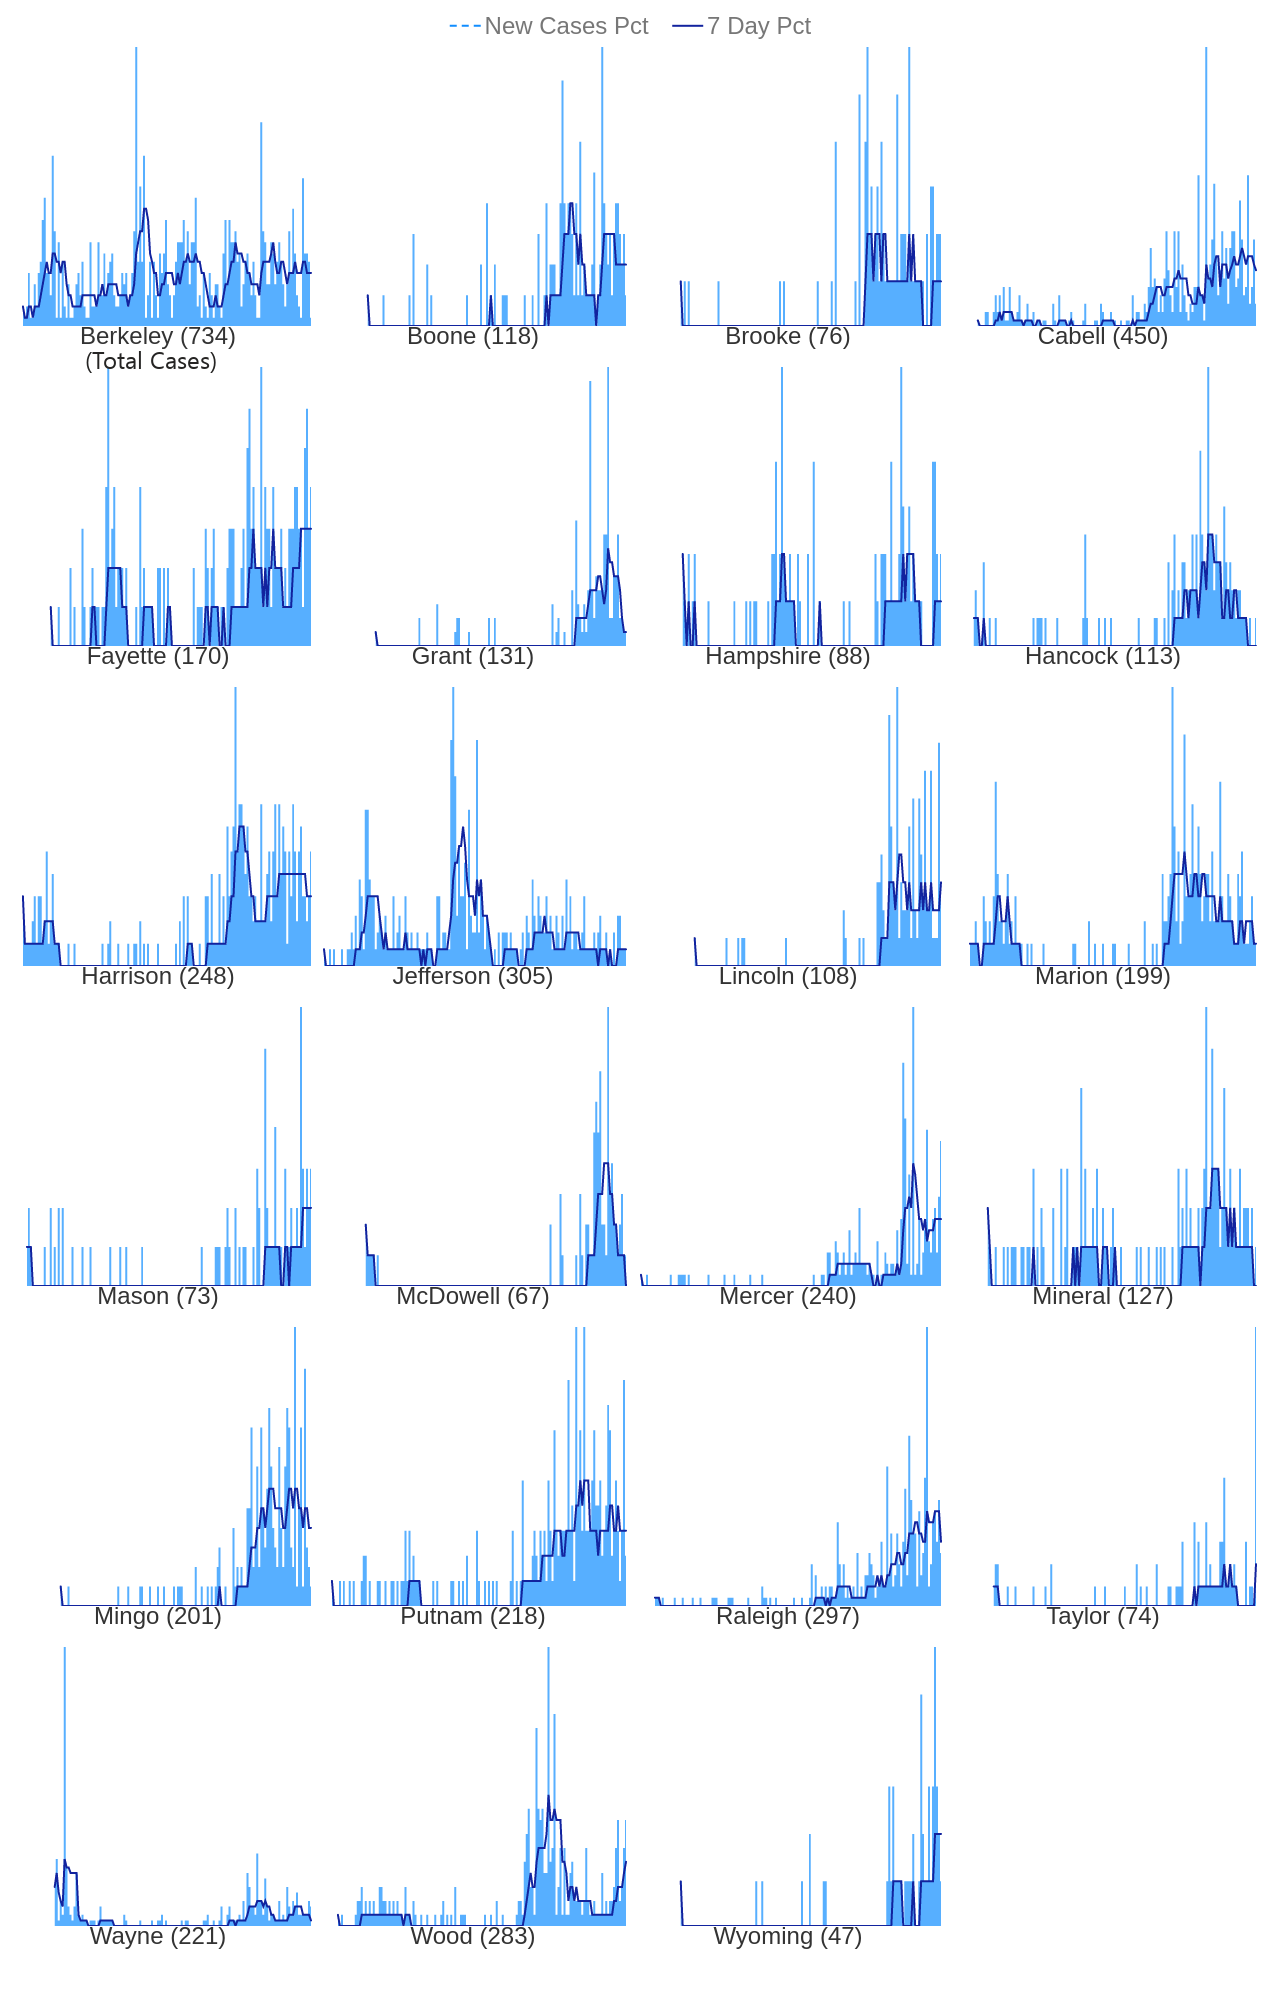 New Cases Pct 7 Day Pct
Berkeley (734) Boone (118) Brooke (76) Cabell (450)
(Total Cases)
Fayette (170) Grant (131) Hampshire (88) Hancock (113)
Harrison (248) Jefferson (305) Lincoln (108) Marion (199)
Mason (73) McDowell (67) Mercer (240) Mineral (127)
Mingo (201) Putnam (218) Raleigh (297) Taylor (74)
Wayne (221) Wood (283) Wyoming (47)